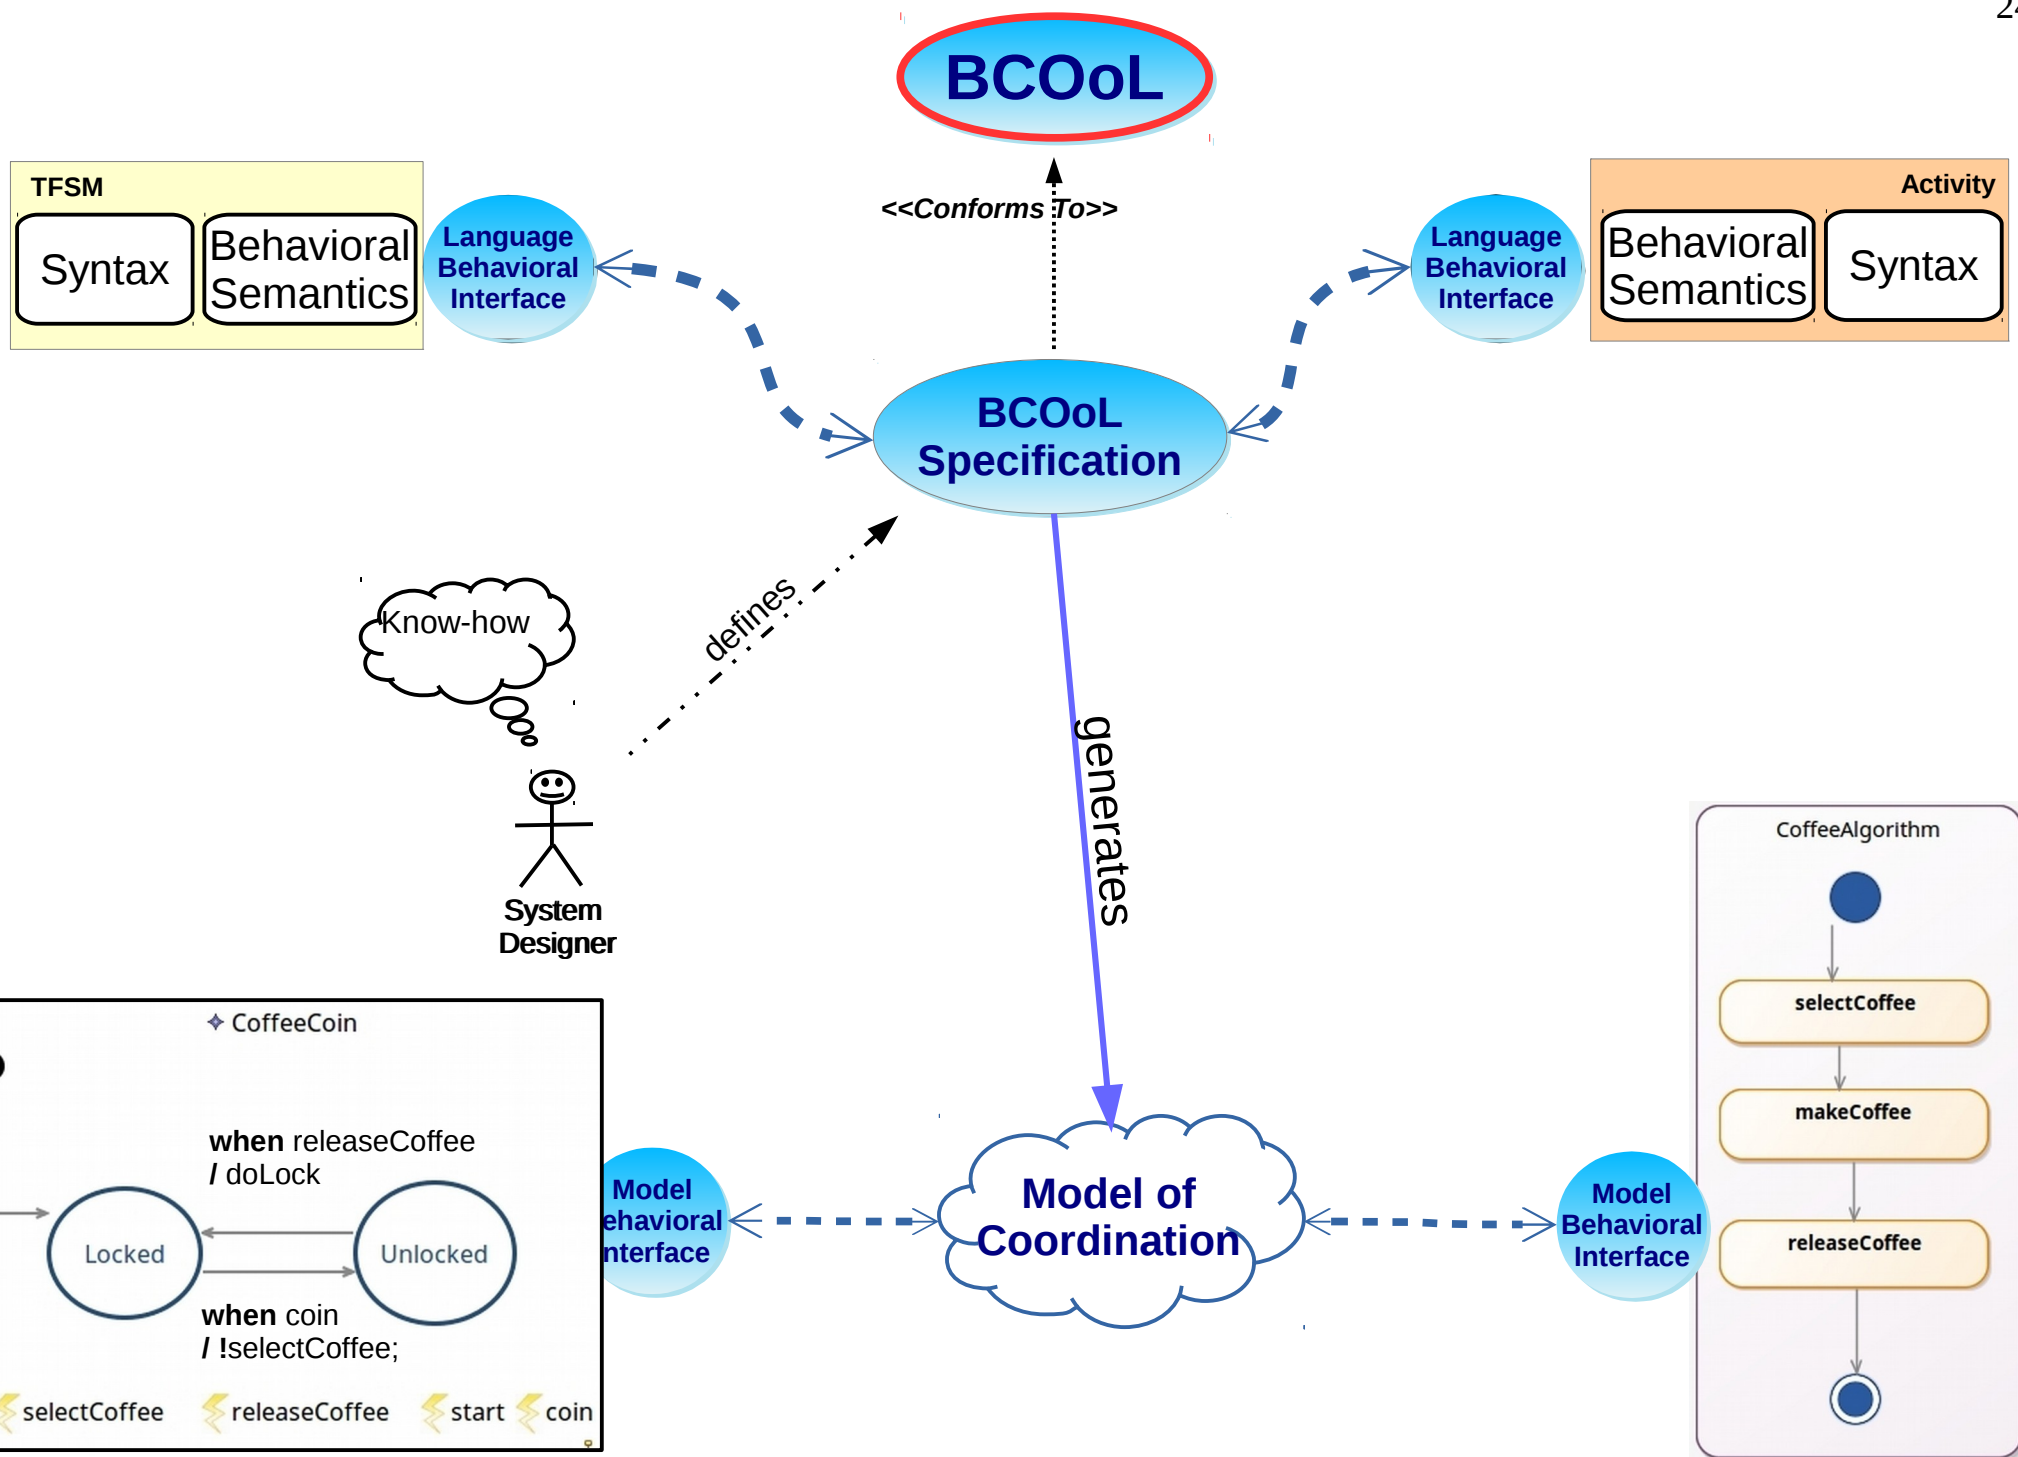 24
BCOoL
TFSM
Syntax
Behavioral
Semantics
Language
Behavioral
Interface
<<Conforms To>>
Language
Behavioral
Interface
Activity
Behavioral
Semantics
Syntax
BCOoL
Specification
defines
Know-how
System
Designer
generates
CoffeeAlgorithm
selectCoffee
makeCoffee
releaseCoffee
CoffeeCoin
when releaseCoffee
/ doLock
Locked
Unlocked
when coin
/ !selectCoffee;
selectCoffee
releaseCoffee
start
coin
Model
ehavioral
nterface
Model of
Coordination
Model
Behavioral
Interface